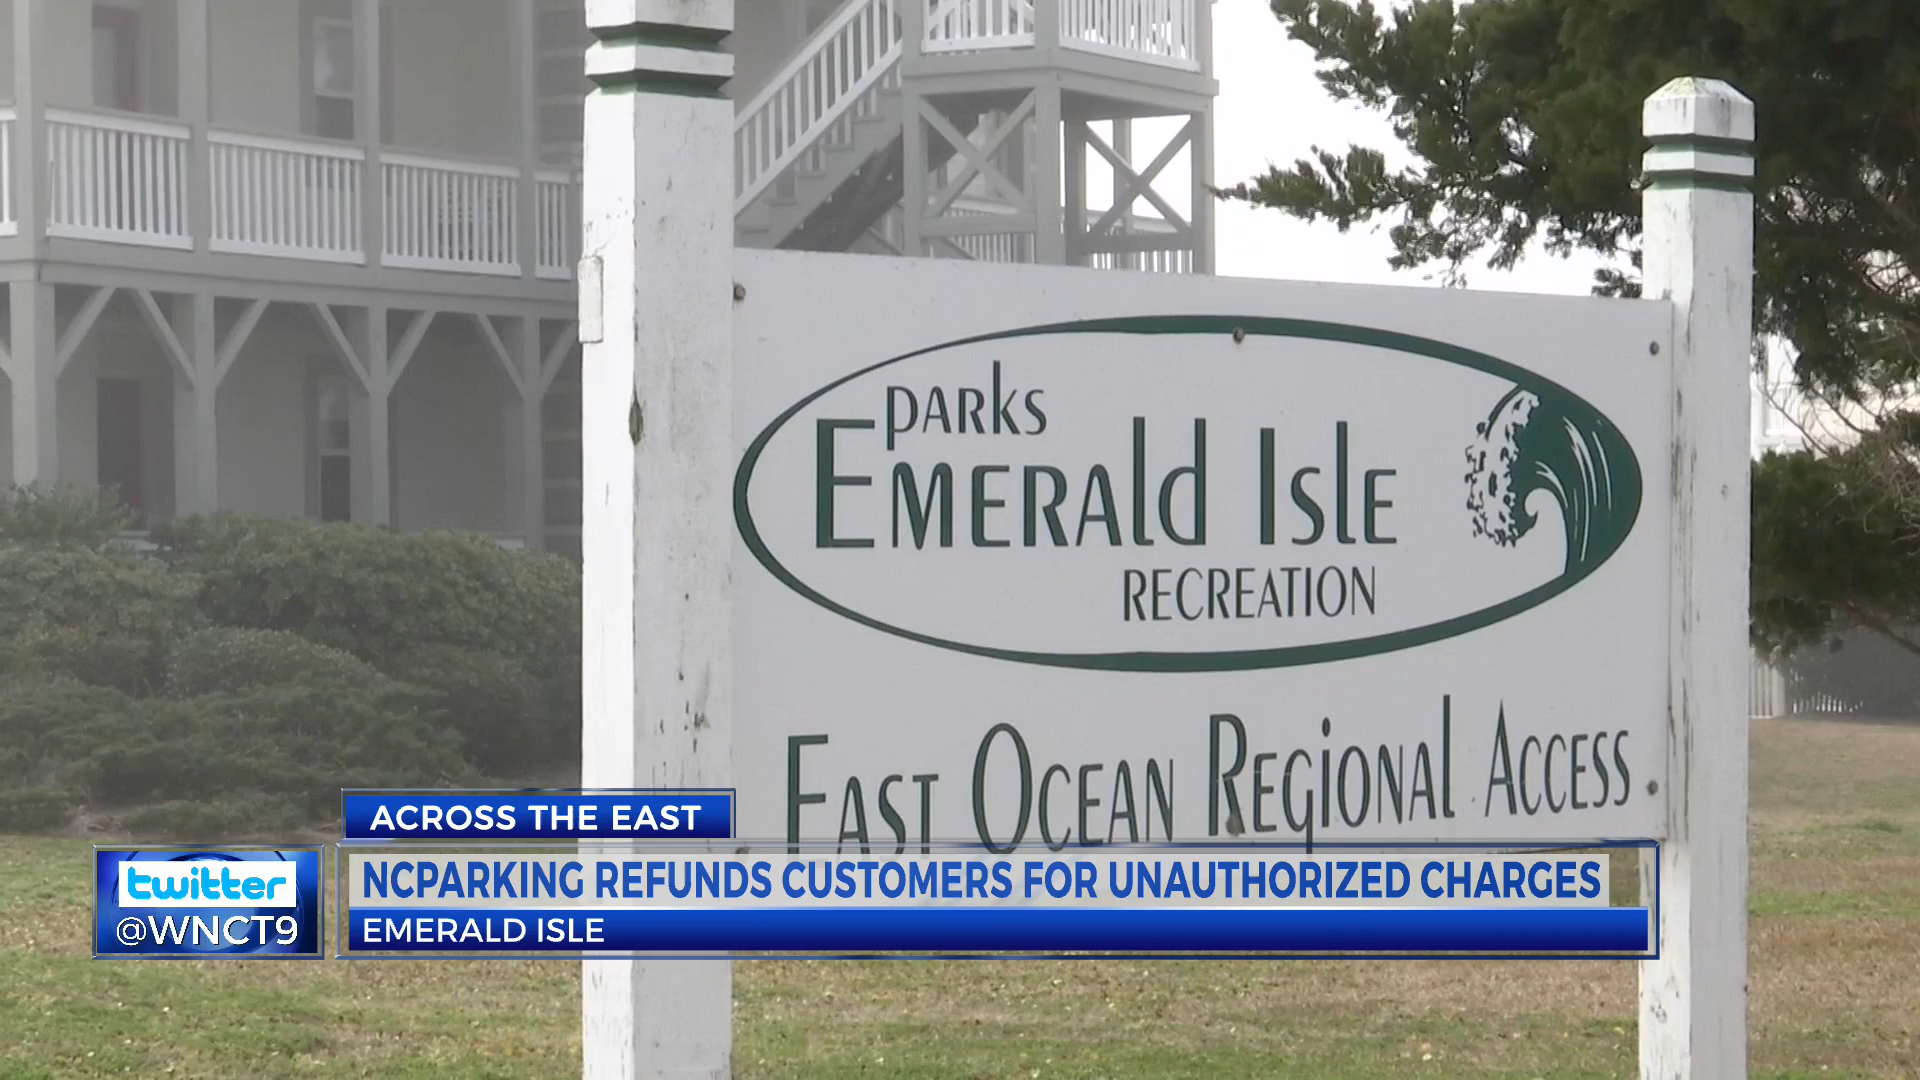 PARKS
EMERAld IslE
RECREATION
EAST OCEAN REGiONAl ACCESS
ACROSS THE EAST
twitter
@WNCT9
NCPARKING REFUNDS CUSTOMERS FOR UNAUTHORIZED CHARGES
EMERALD ISLE